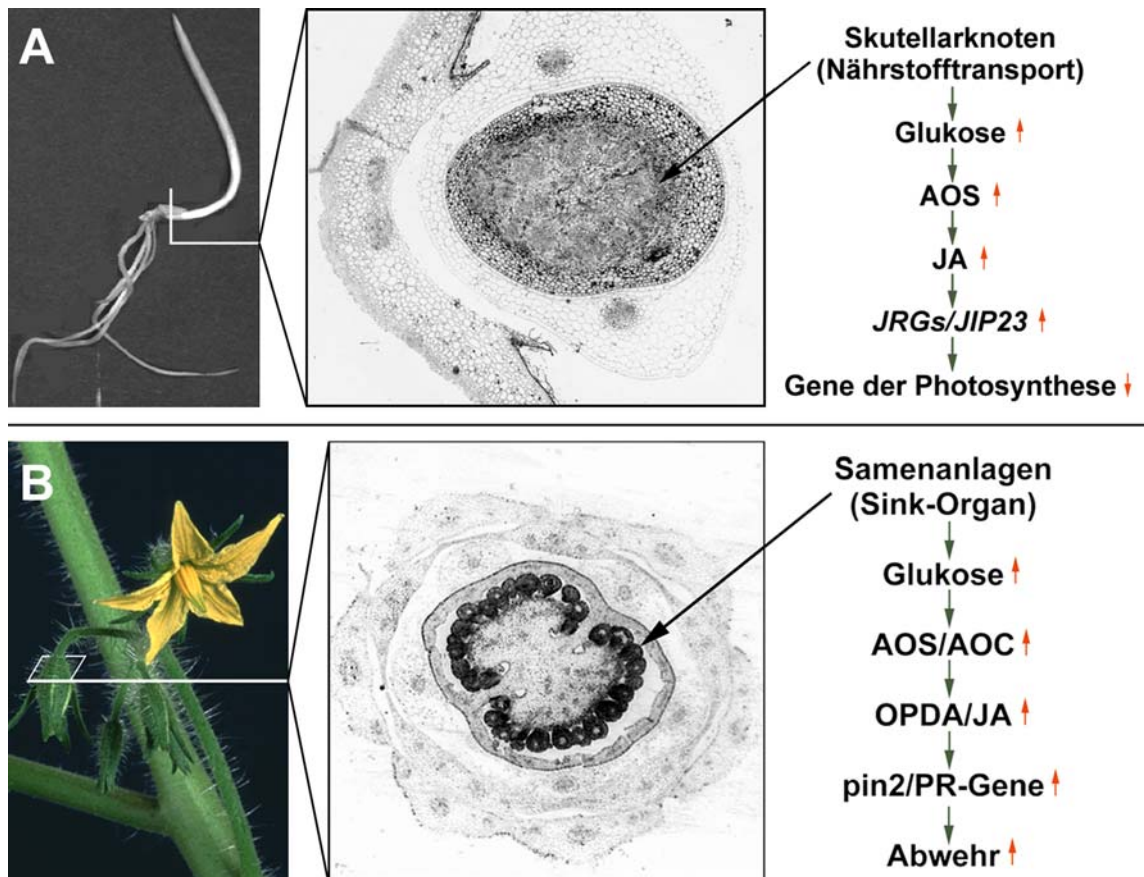 A
Skutellarknoten
(Nährstofftransport)
Glukose
AOS
JA
JRGs/JIP23
Gene der Photosynthese
B
Samenanlagen
(Sink-Organ)
Glukose
AOS/AOC
OPDA/JA
pin2/PR-Gene
Abwehr